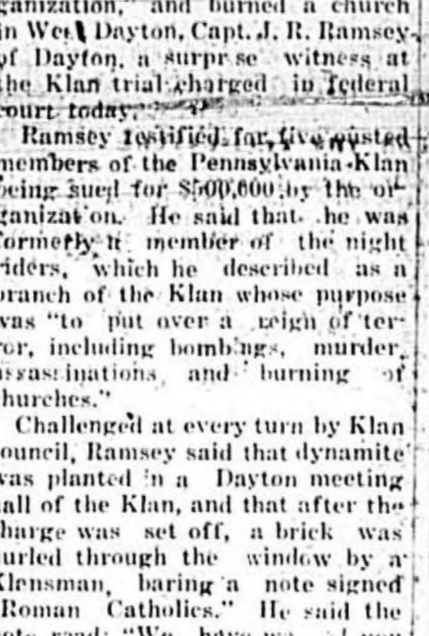 ganization," and burned a church
in West Dayton, Capt. J. R. Ramsey
of Dayton, a surprise witness at
the Klan trial charged in federal
court today.
Ramsey testified for five ousted
members of the Pennsylvania Klan
being sued for $500,000 by the or-
ganization. He said that he was
formerly a member of the night
riders, which he described as a
branch of the Klan whose purpose
was "to put over a reign of ter-
ror, including bombings, murder,
assassinations and burning of
churches."
Challenged at every turn by Klan
council, Ramsey said that dynamite
was planted in a Dayton meeting
hall of the Klan, and that after the
charge was set off, a brick was
hurled through the window by a
Klansman, baring a note signed
"Roman Catholics." He said the
note read: "We have